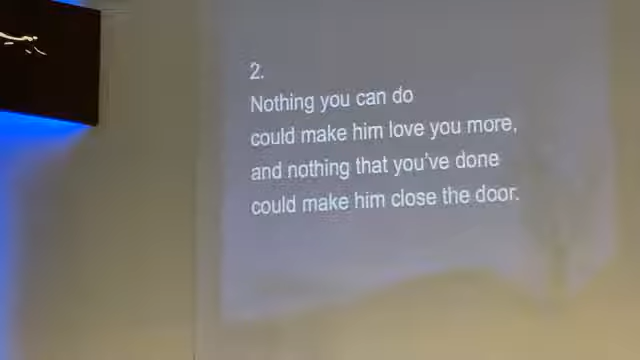 2.
Nothing you can do
could make him love you more,
and nothing that you've done
could make him close the door.